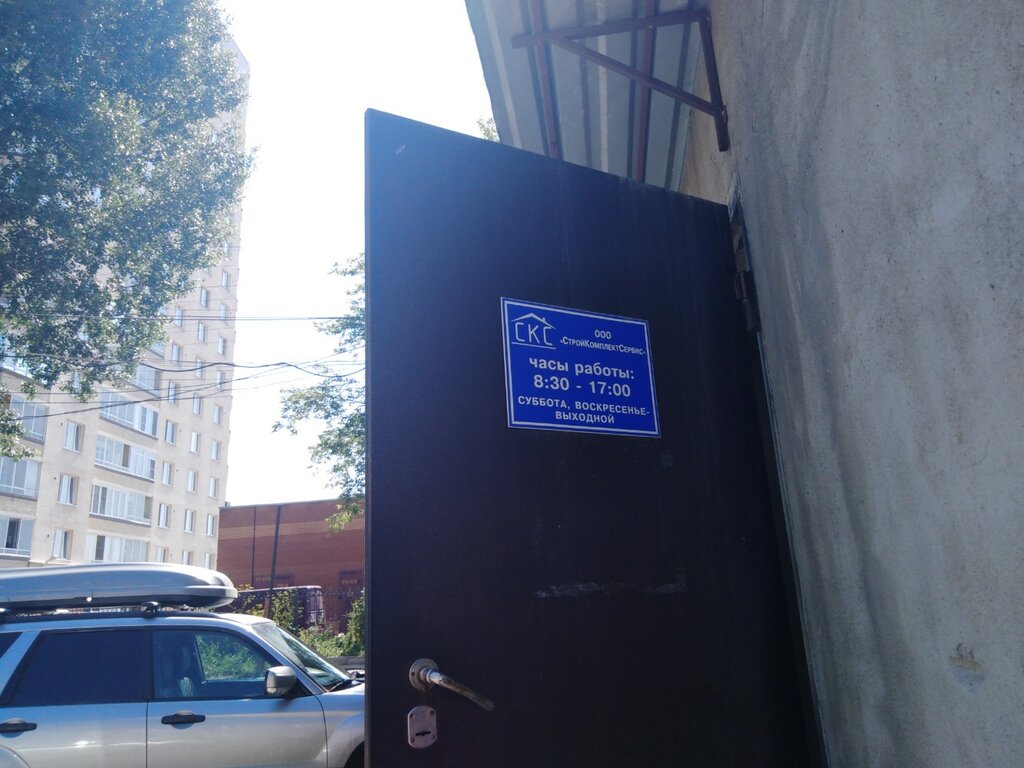 СКС
ООО
«СтройКомплектСервис»
часы работы:
8:30 - 17:00
СУББОТА, ВОСКРЕСЕНЬЕ-
ВЫХОДНОЙ